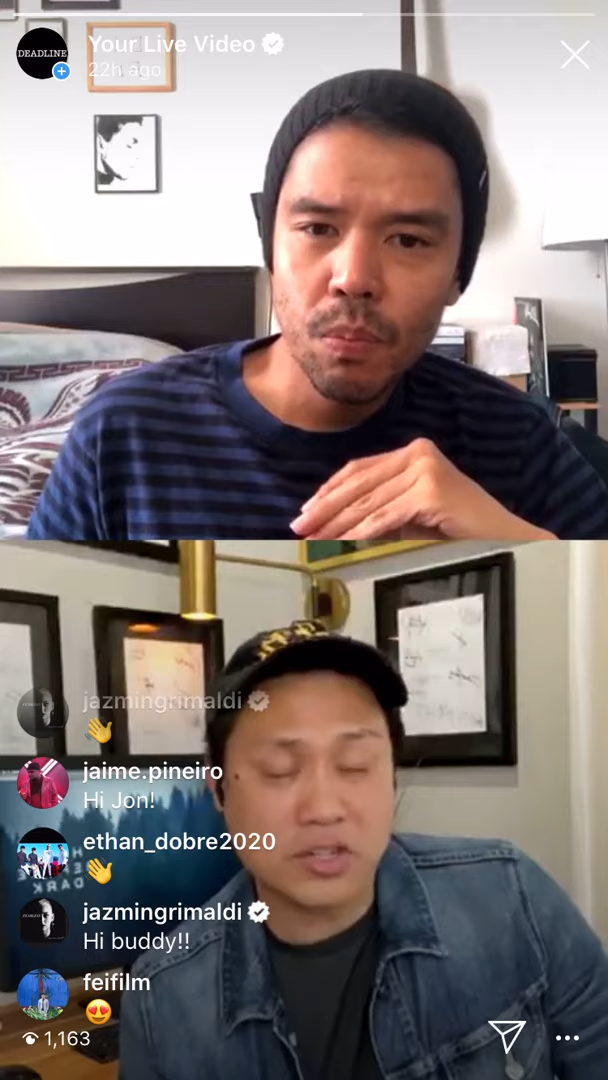 DEADLINE
Your Live Video
22h ago
jazmingrimaldi
👋
jaime.pineiro
Hi Jon!
ethan_dobre2020
👋
jazmingrimaldi
Hi buddy!!
feifilm
😍
1,163